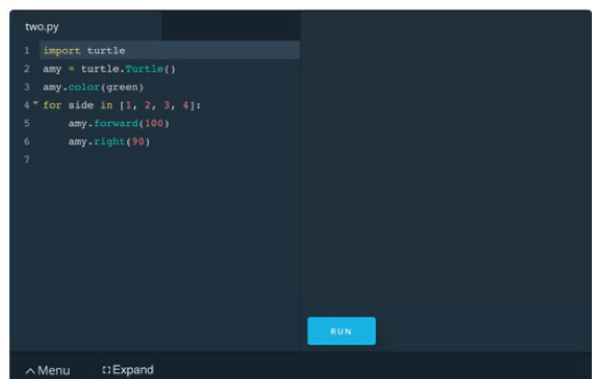 two.py
1 import turtle
2 amy = turtle.Turtle()
3 amy.color(green)
4 for side in [1, 2, 3, 4]:
5     amy.forward(100)
6     amy.right(90)
7
RUN
Menu
Expand